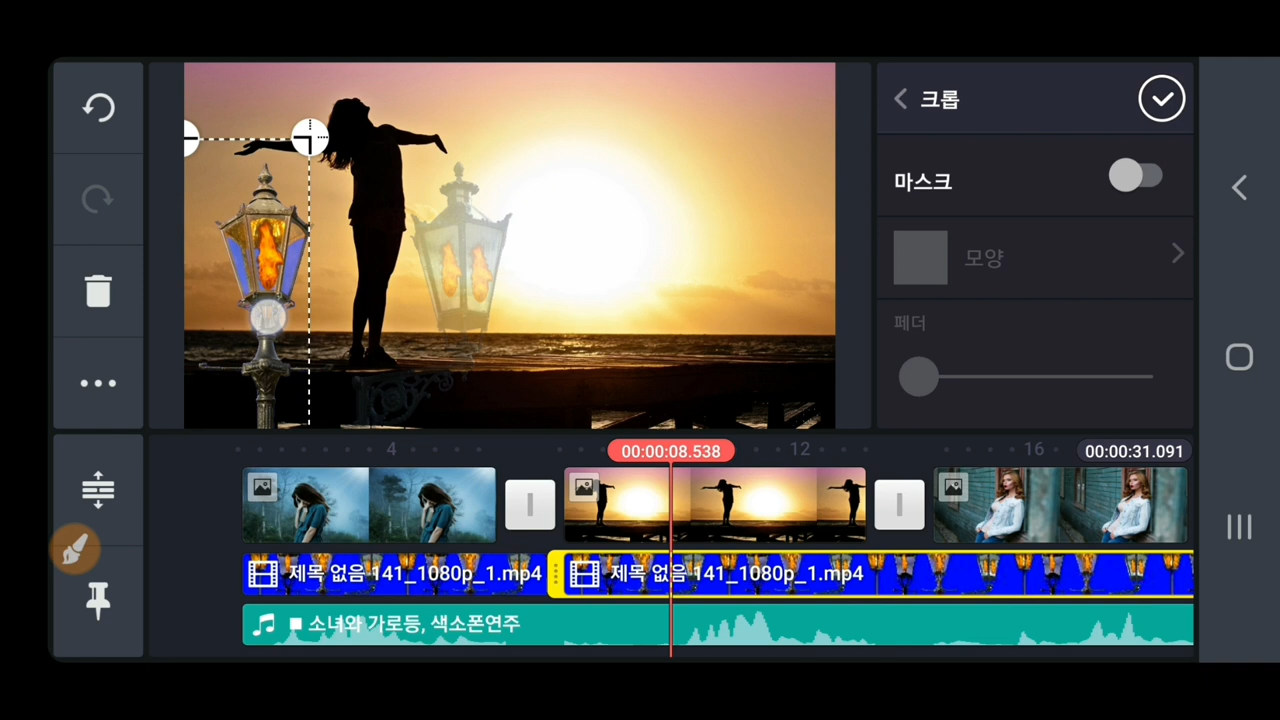 크롭
마스크
모양
페더
4
00:00:08.538
12
16
00:00:31.091
제목 없음 141_1080p_1.mp4
제목 없음 141_1080p_1.mp4
■ 소녀와 가로등, 색소폰연주